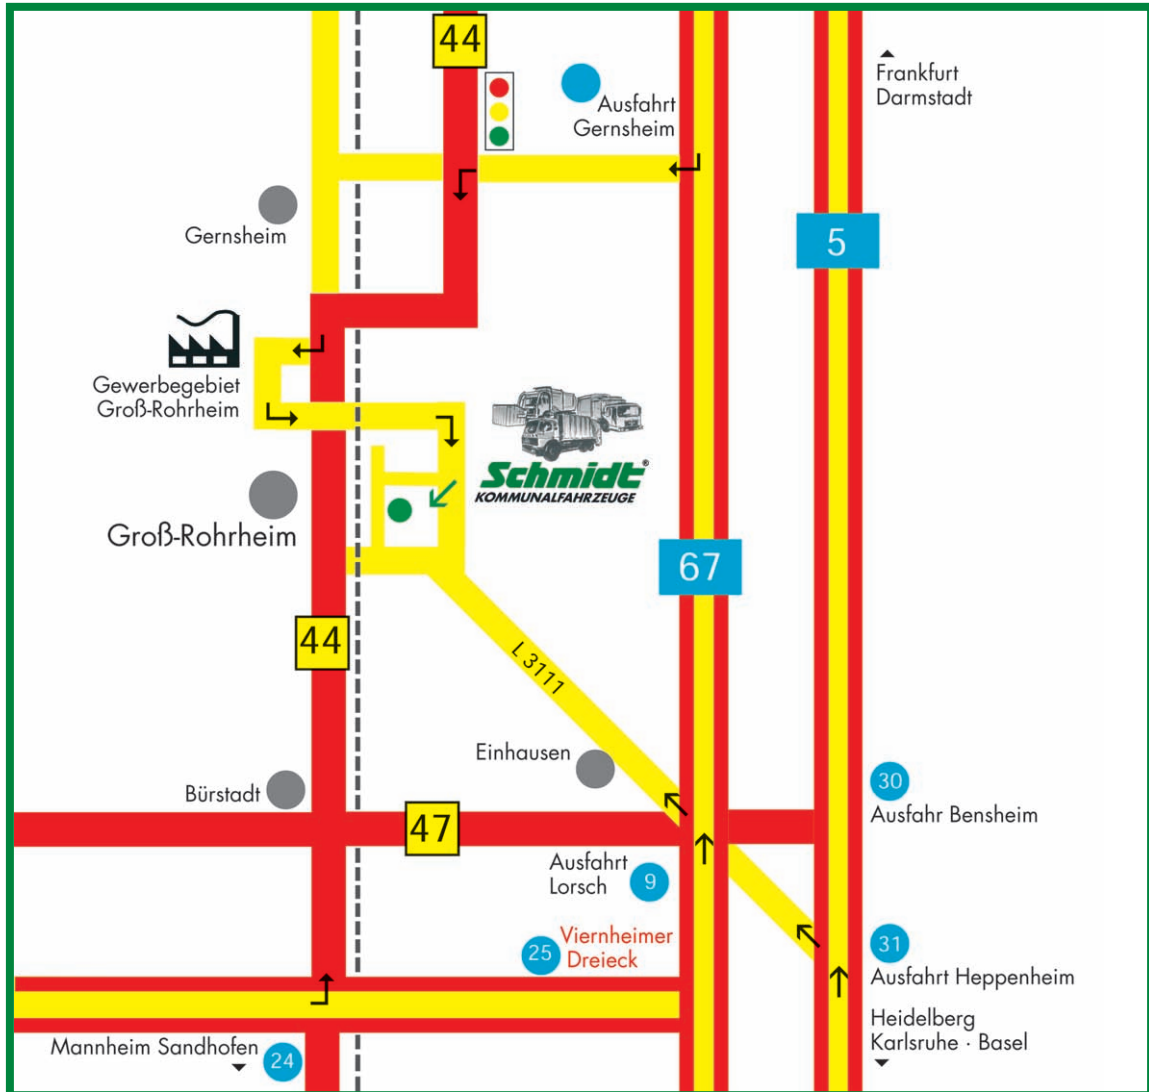 44
Frankfurt
Darmstadt
Ausfahrt
Gernsheim
Gernsheim
5
Gewerbegebiet
Groß-Rohrheim
Schmidt®
KOMMUNALFAHRZEUGE
Groß-Rohrheim
67
44
L 3111
Einhausen
Bürstadt
30
Ausfahr Bensheim
47
Ausfahrt
Lorsch
9
Viernheimer
Dreieck
25
31
Ausfahrt Heppenheim
Heidelberg
Karlsruhe · Basel
Mannheim Sandhofen
24